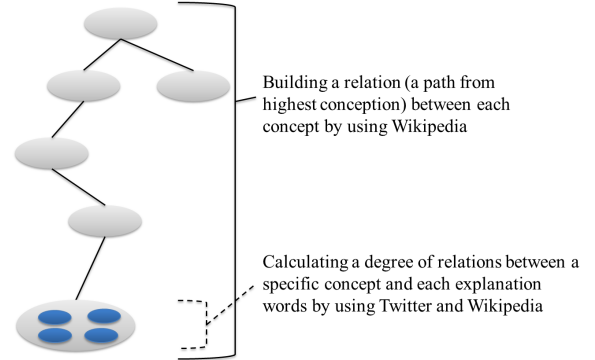 Building a relation (a path from
highest conception) between each
concept by using Wikipedia
Calculating a degree of relations between a
specific concept and each explanation
words by using Twitter and Wikipedia